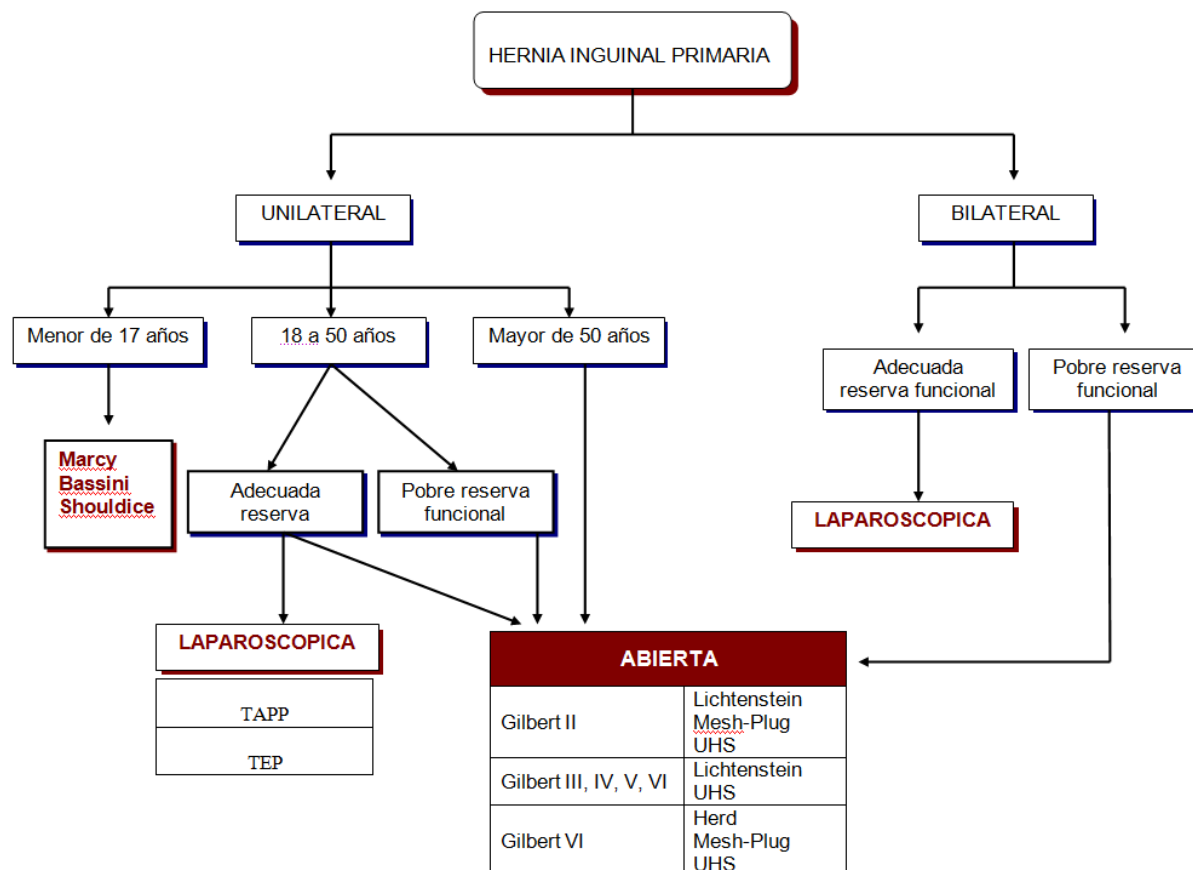 HERNIA INGUINAL PRIMARIA
UNILATERAL
BILATERAL
Menor de 17 años
18 a 50 años
Mayor de 50 años
Adecuada
reserva funcional
Pobre reserva
funcional
Marcy
Bassini
Shouldice
Adecuada
reserva
Pobre reserva
funcional
LAPAROSCOPICA
LAPAROSCOPICA
TAPP
TEP
ABIERTA
Gilbert II
Lichtenstein
Mesh-Plug
UHS
Gilbert III, IV, V, VI
Lichtenstein
UHS
Gilbert VI
Herd
Mesh-Plug
UHS